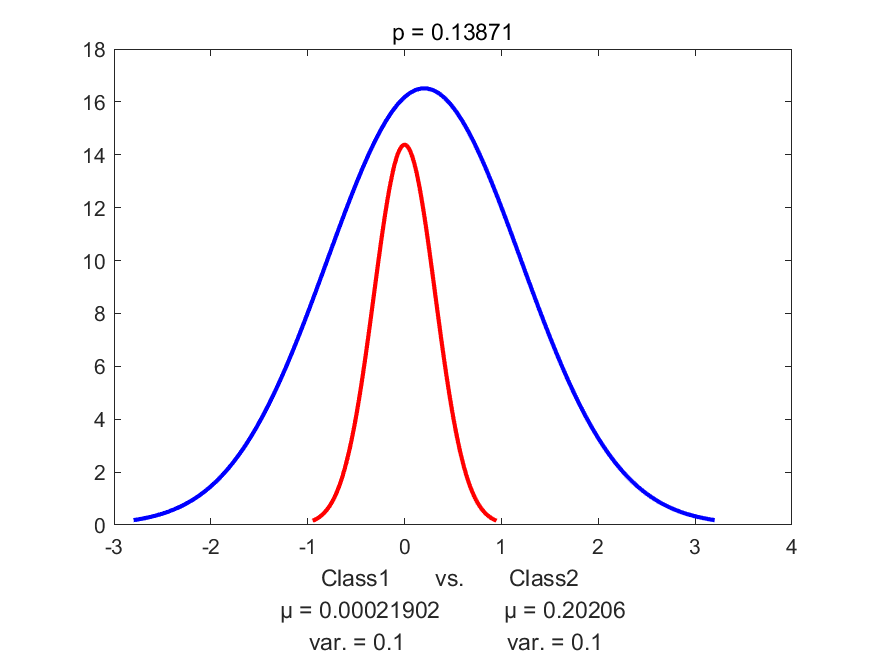 p = 0.13871
18
16
14
12
10
8
6
4
2
0
-3 -2 -1 0 1 2 3 4
Class1 vs. Class2
µ = 0.00021902 µ = 0.20206
var. = 0.1 var. = 0.1